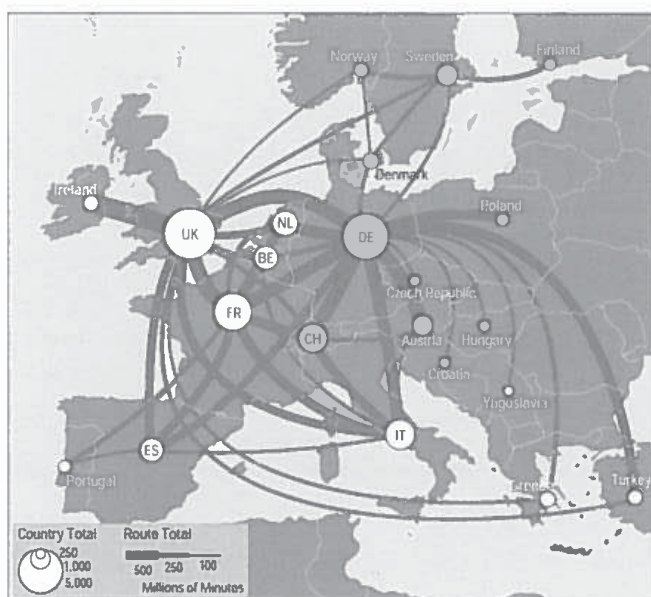 Norway
Sweden
Finland
Denmark
Ireland
UK
NL
DE
Poland
BE
Czech Republic
FR
CH
Austria
Hungary
Croatia
Yugoslavia
IT
ES
Portugal
Greece
Turkey
Country Total
250
1,000
5,000
Route Total
500 250 100
Millions of Minutes